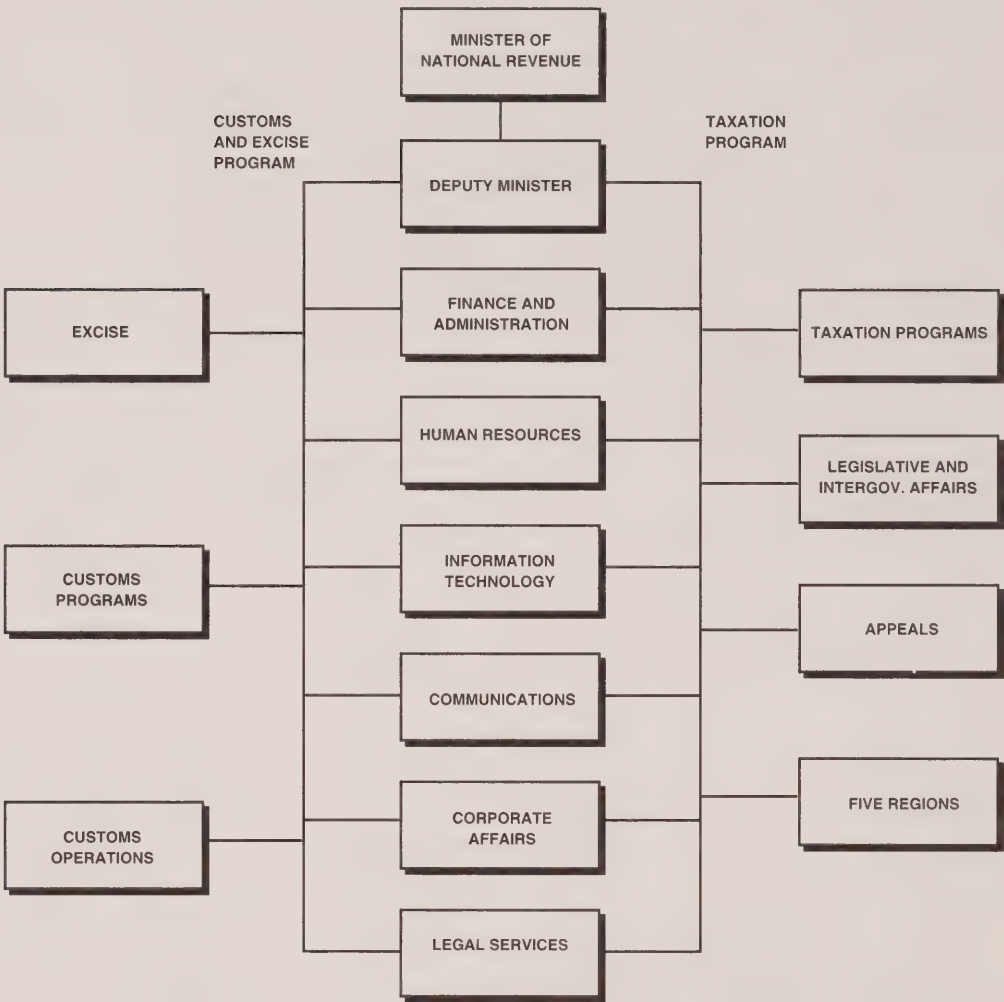 MINISTER OF
NATIONAL REVENUE
CUSTOMS
AND EXCISE
PROGRAM
TAXATION
PROGRAM
DEPUTY MINISTER
EXCISE
FINANCE AND
ADMINISTRATION
TAXATION PROGRAMS
HUMAN RESOURCES
LEGISLATIVE AND
INTERGOV. AFFAIRS
CUSTOMS
PROGRAMS
INFORMATION
TECHNOLOGY
APPEALS
COMMUNICATIONS
CUSTOMS
OPERATIONS
CORPORATE
AFFAIRS
FIVE REGIONS
LEGAL SERVICES